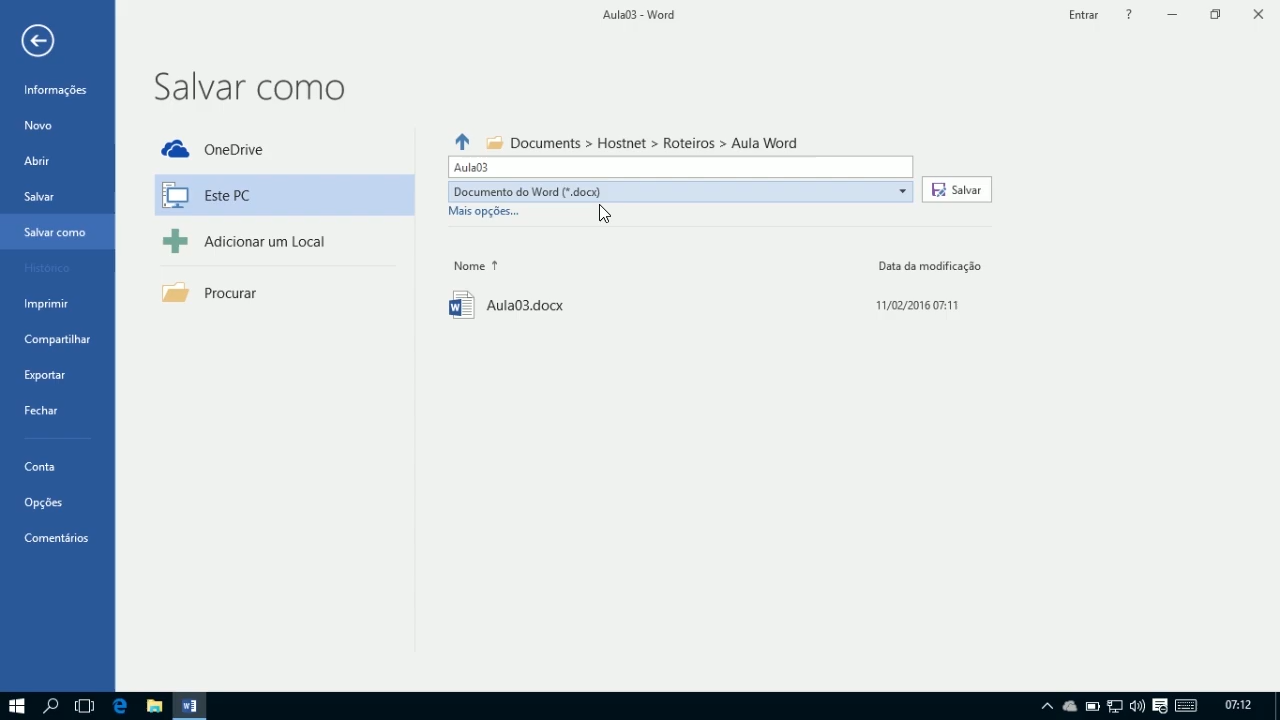 Aula03 - Word
Entrar
?
Informações
Novo
Abrir
Salvar
Salvar como
Histórico
Imprimir
Compartilhar
Exportar
Fechar
Conta
Opções
Comentários
Salvar como
OneDrive
Este PC
Adicionar um Local
Procurar
Documents > Hostnet > Roteiros > Aula Word
Aula03
Documento do Word (*.docx)
Salvar
Mais opções...
Nome ↑ Data da modificação
Aula03.docx 11/02/2016 07:11
07:12